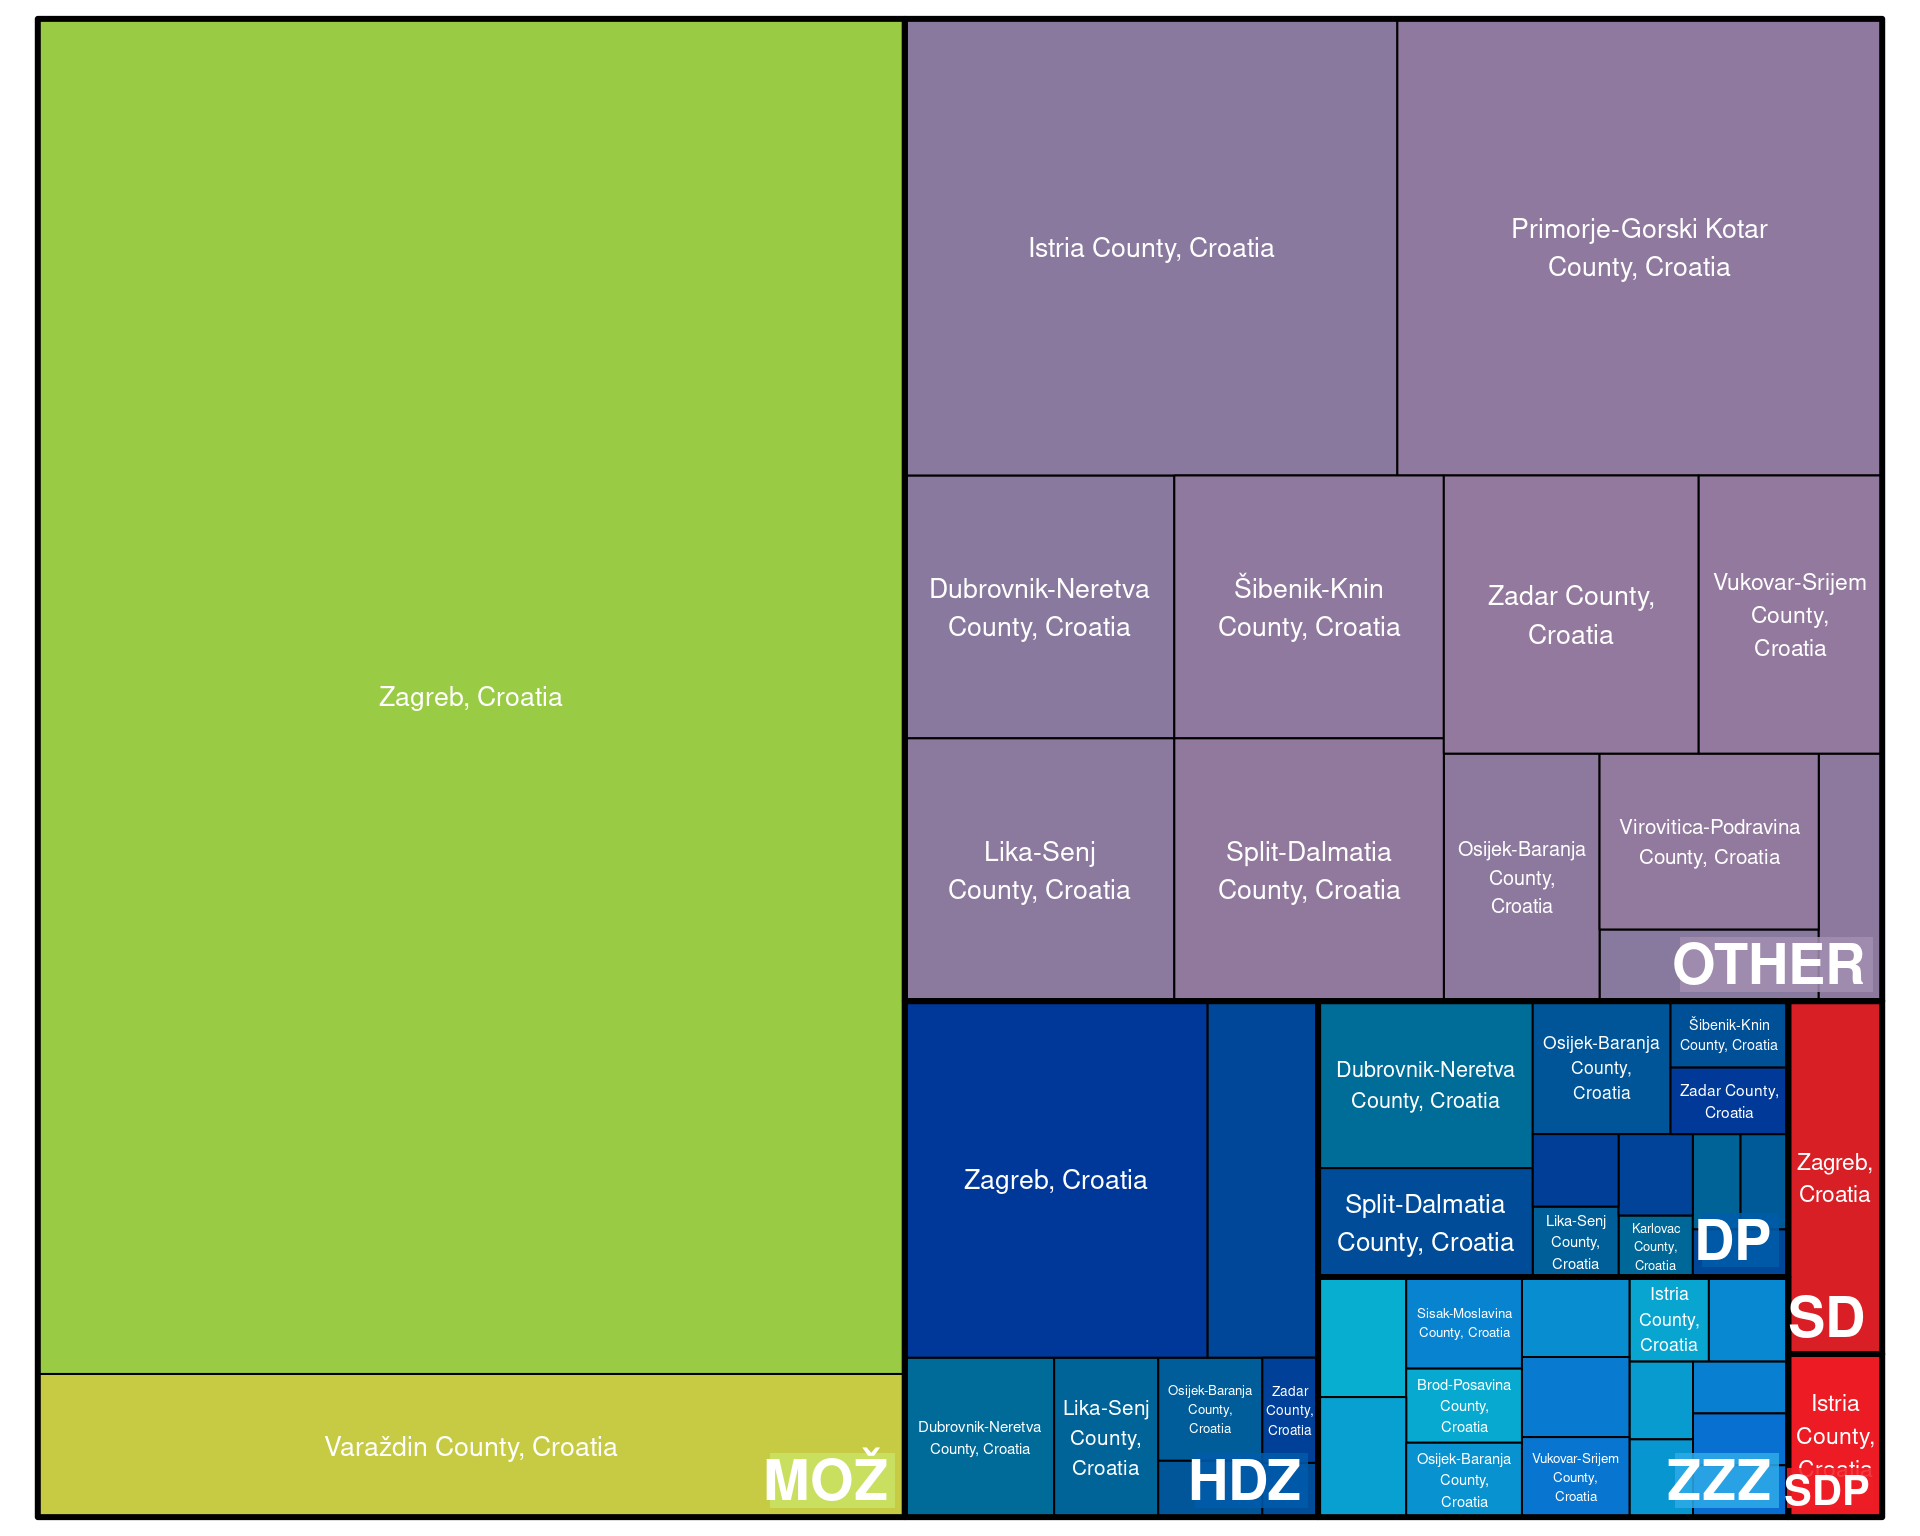 Zagreb, Croatia
Varaždin County, Croatia
MOŽ
Istria County, Croatia
Primorje-Gorski Kotar
County, Croatia
Dubrovnik-Neretva
County, Croatia
Šibenik-Knin
County, Croatia
Zadar County,
Croatia
Vukovar-Srijem
County,
Croatia
Lika-Senj
County, Croatia
Split-Dalmatia
County, Croatia
Osijek-Baranja
County,
Croatia
Virovitica-Podravina
County, Croatia
OTHER
Zagreb, Croatia
Dubrovnik-Neretva
County, Croatia
Lika-Senj
County,
Croatia
Osijek-Baranja
County,
Croatia
Zadar
County,
Croatia
HDZ
Dubrovnik-Neretva
County, Croatia
Split-Dalmatia
County, Croatia
Osijek-Baranja
County,
Croatia
Šibenik-Knin
County, Croatia
Zadar County,
Croatia
Lika-Senj
County,
Croatia
Karlovac
County,
Croatia
DP
Sisak-Moslavina
County, Croatia
Brod-Posavina
County,
Croatia
Osijek-Baranja
County,
Croatia
Vukovar-Srijem
County,
Croatia
Istria
County,
Croatia
ZZZ
Zagreb,
Croatia
SD
Istria
County,
Croatia
SDP